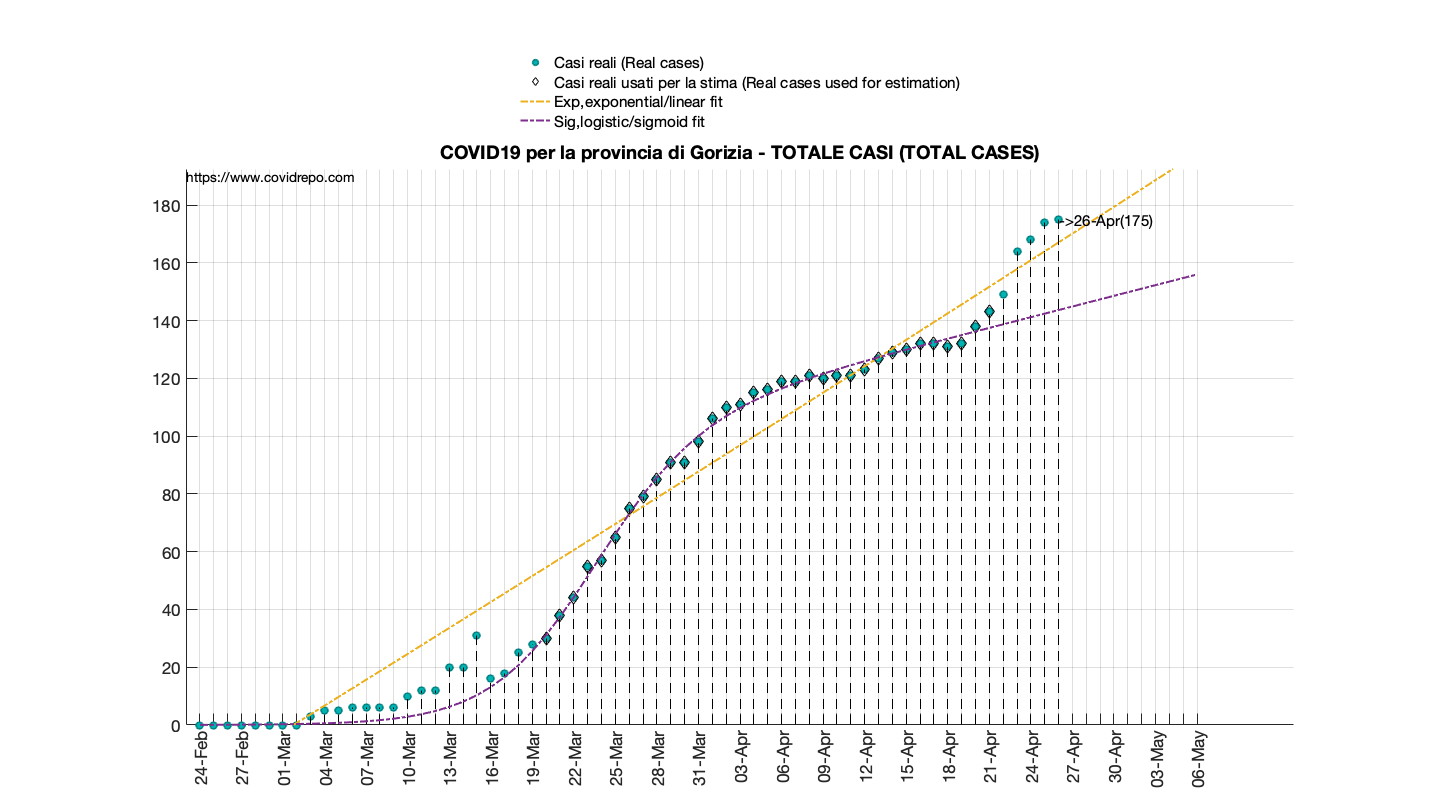 Casi reali (Real cases)
Casi reali usati per la stima (Real cases used for estimation)
Exp,exponential/linear fit
Sig,logistic/sigmoid fit
COVID19 per la provincia di Gorizia - TOTALE CASI (TOTAL CASES)
https://www.covidrepo.com
180
160
140
120
100
80
60
40
20
0
->26-Apr(175)
24-Feb
27-Feb
01-Mar
04-Mar
07-Mar
10-Mar
13-Mar
16-Mar
19-Mar
22-Mar
25-Mar
28-Mar
31-Mar
03-Apr
06-Apr
09-Apr
12-Apr
15-Apr
18-Apr
21-Apr
24-Apr
27-Apr
30-Apr
03-May
06-May